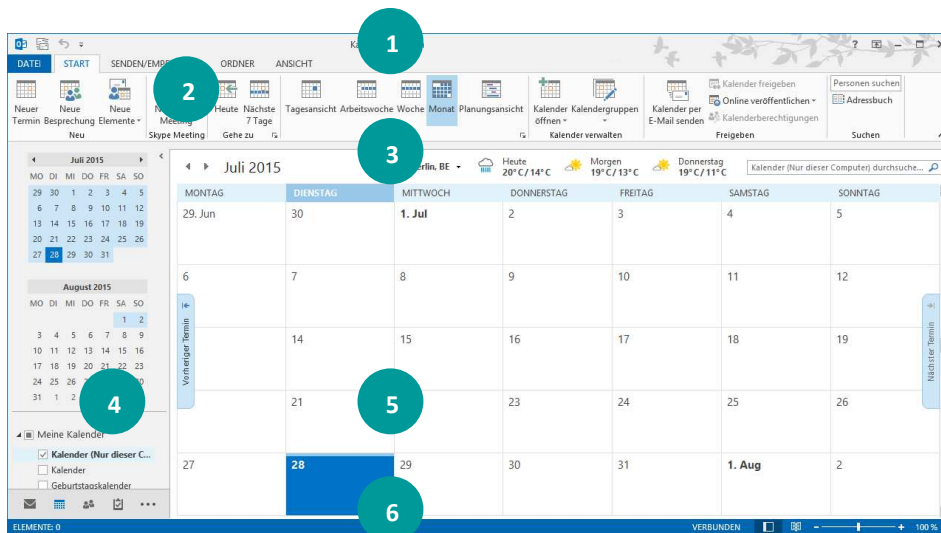 1
DATEI START SENDEN/EMP ORDNER ANSICHT
2
Neuer Termin
Neue Besprechung
Neue Elemente
Neu
Skype Meeting
Heute
Nächste 7 Tage
Gehe zu
Tagesansicht Arbeitswoche Woche Monat Planungsansicht
3
Kalender öffnen
Kalendergruppen
Kalender verwalten
Kalender per E-Mail senden
Kalender freigeben
Online veröffentlichen
Kalenderberechtigungen
Freigeben
Personen suchen
Adressbuch
Suchen
Juli 2015
MO DI MI DO FR SA SO
29 30 1 2 3 4 5
6 7 8 9 10 11 12
13 14 15 16 17 18 19
20 21 22 23 24 25 26
27 28 29 30 31
August 2015
MO DI MI DO FR SA SO
1 2
3 4 5 6 7 8 9
10 11 12 13 14 15 16
17 18 19 20 21 22 23
24 25 26
31 1 2
4
Meine Kalender
Kalender (Nur dieser C...
Kalender
Geburtstagskalender
Juli 2015
erlin, BE
Heute
20°C/14°C
Morgen
19°C/13°C
Donnerstag
19°C/11°C
Kalender (Nur dieser Computer) durchsuche...
MONTAG DIENSTAG MITTWOCH DONNERSTAG FREITAG SAMSTAG SONNTAG
29. Jun 30 1. Jul 2 3 4 5
6 7 8 9 10 11 12
14 15 16 17 18 19
21 23 24 25 26
27 28 29 30 31 1. Aug 2
Vorheriger Termin
Nächster Termin
5
6
ELEMENTE: 0
VERBUNDEN
100 %